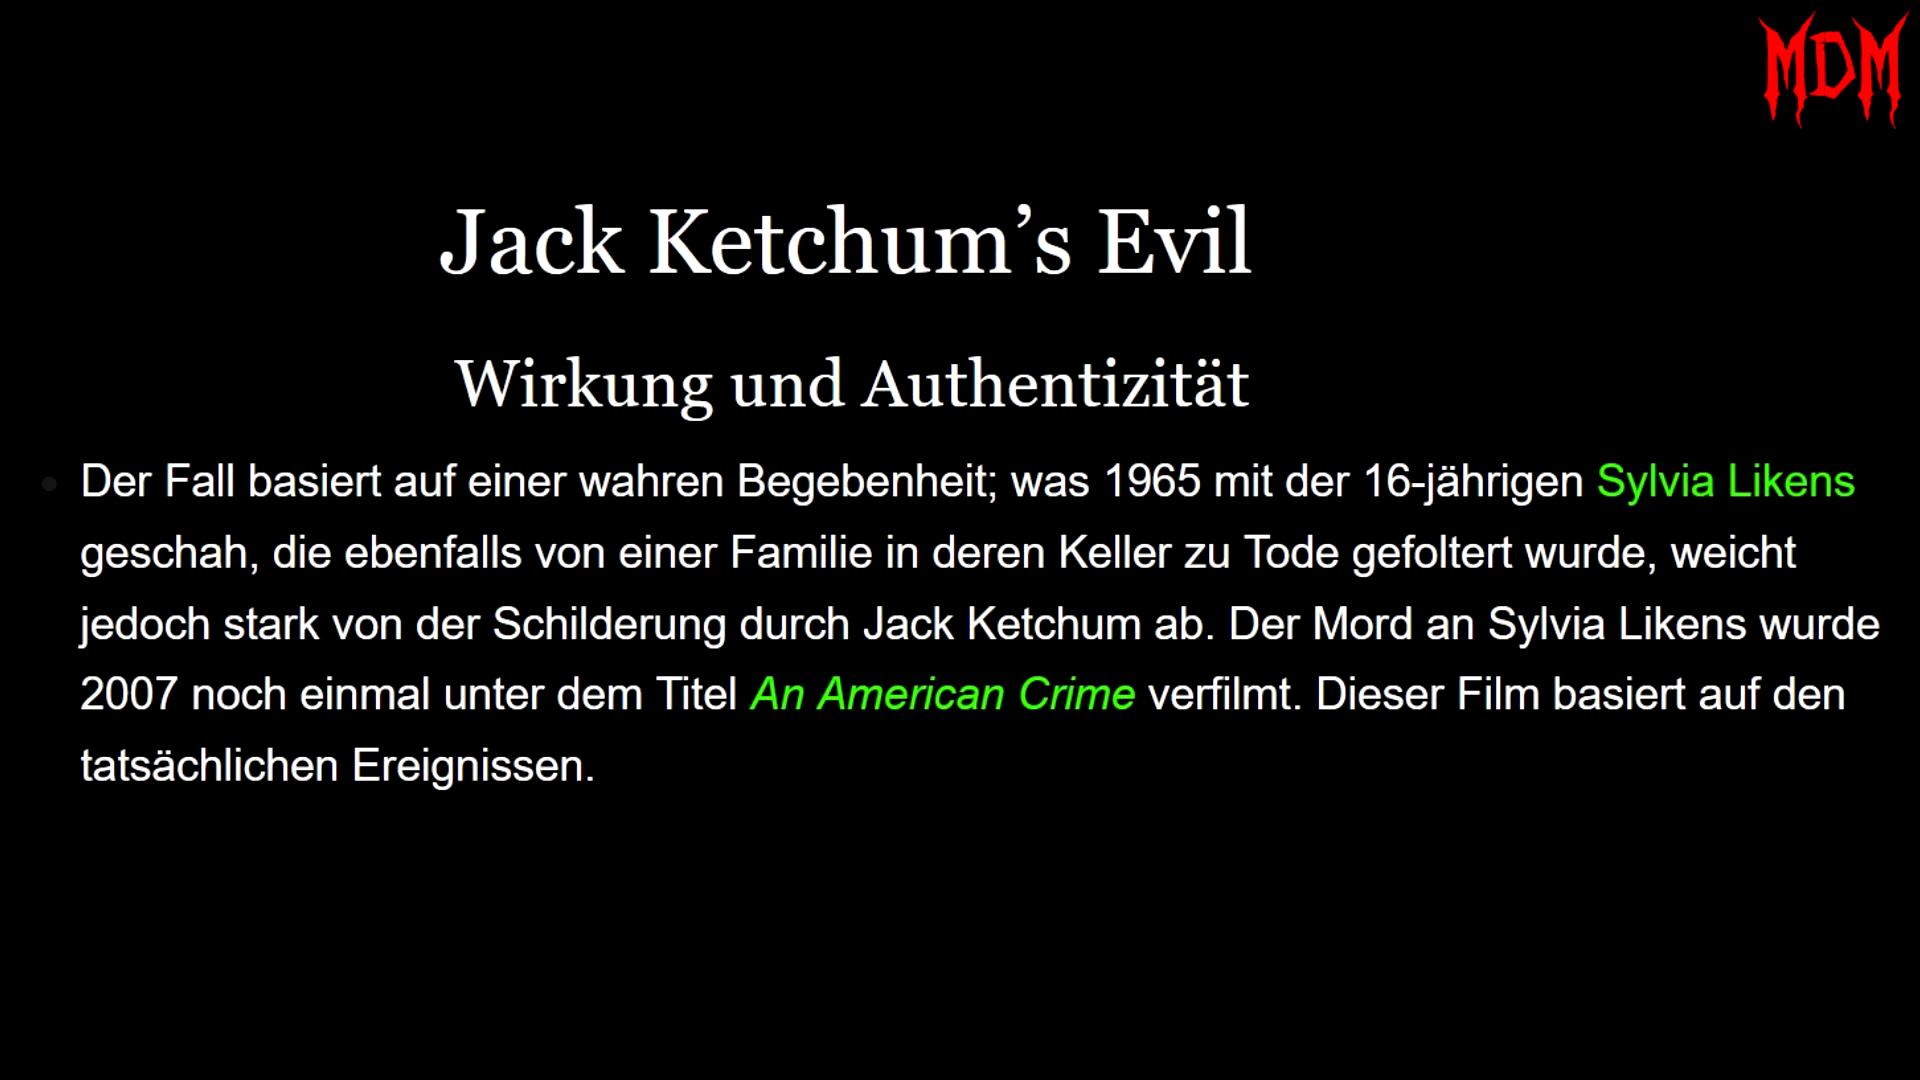 MDM
Jack Ketchum’s Evil
Wirkung und Authentizität
Der Fall basiert auf einer wahren Begebenheit; was 1965 mit der 16-jährigen Sylvia Likens
geschah, die ebenfalls von einer Familie in deren Keller zu Tode gefoltert wurde, weicht
jedoch stark von der Schilderung durch Jack Ketchum ab. Der Mord an Sylvia Likens wurde
2007 noch einmal unter dem Titel An American Crime verfilmt. Dieser Film basiert auf den
tatsächlichen Ereignissen.